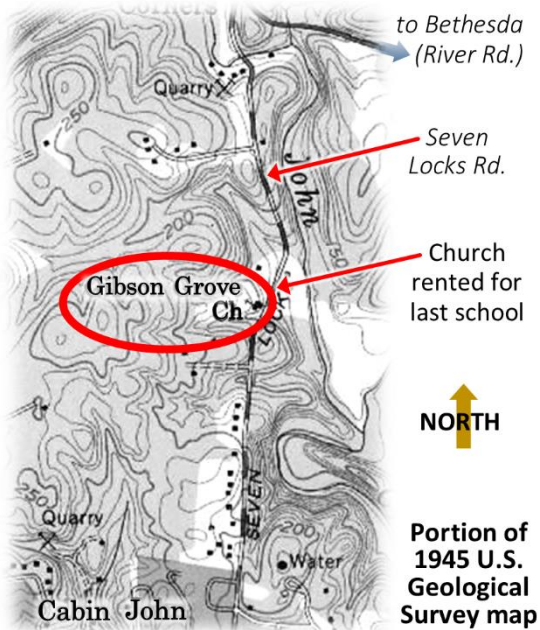 Corners
to Bethesda
(River Rd.)
Quarry
250
Seven
Locks Rd.
John
200
150
Church
rented for
last school
Gibson Grove
Ch
LOCKS
NORTH
SEVEN
250
Quarry
200
Water
Cabin John
Portion of
1945 U.S.
Geological
Survey map